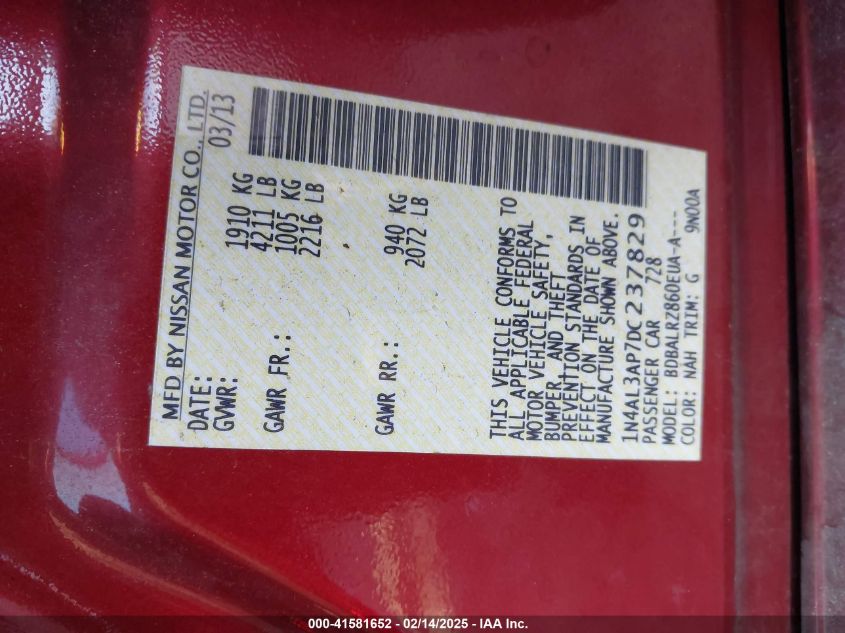 MFD BY NISSAN MOTOR CO., LTD.
DATE: 03/13
GVWR: 1910 KG
4211 LB
GAWR FR.: 1005 KG
2216 LB
GAWR RR.: 940 KG
2072 LB
THIS VEHICLE CONFORMS TO
ALL APPLICABLE FEDERAL
MOTOR VEHICLE SAFETY,
BUMPER, AND THEFT
PREVENTION STANDARDS IN
EFFECT ON THE DATE OF
MANUFACTURE SHOWN ABOVE.
1N4AL3AP7DC237829
PASSENGER CAR 728
MODEL: BDBALRZ860EUA-A---
COLOR: NAH TRIM: G 9N00A
000-41581652 - 02/14/2025 - IAA Inc.